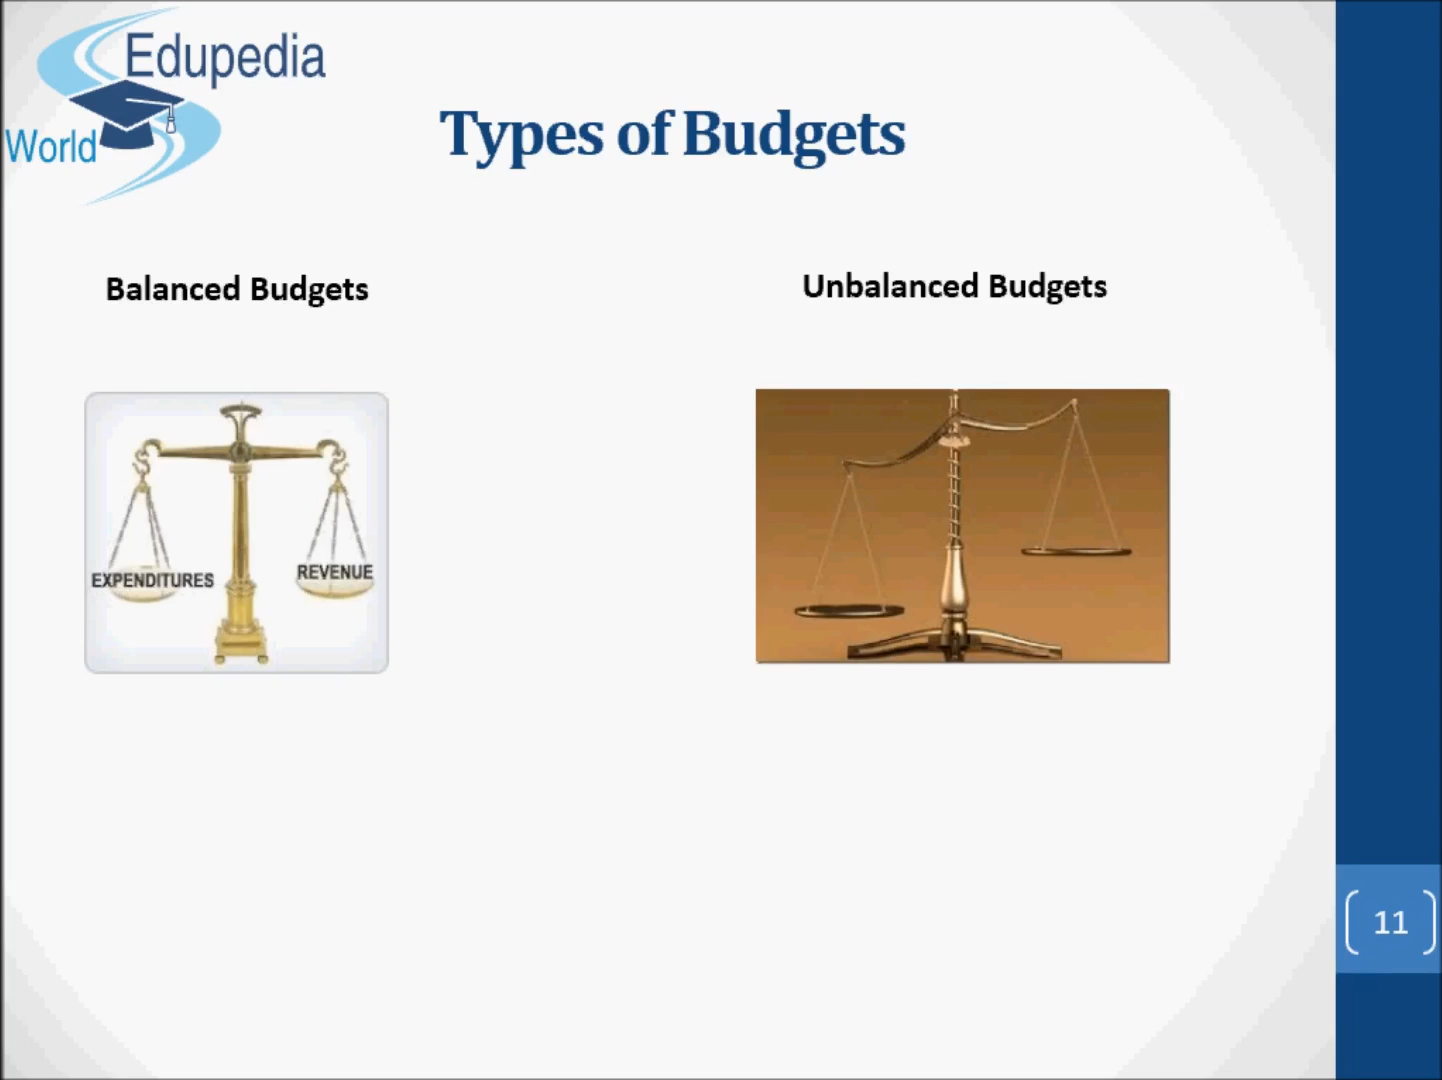 Edupedia
World
Types of Budgets
Balanced Budgets
Unbalanced Budgets
EXPENDITURES
REVENUE
11